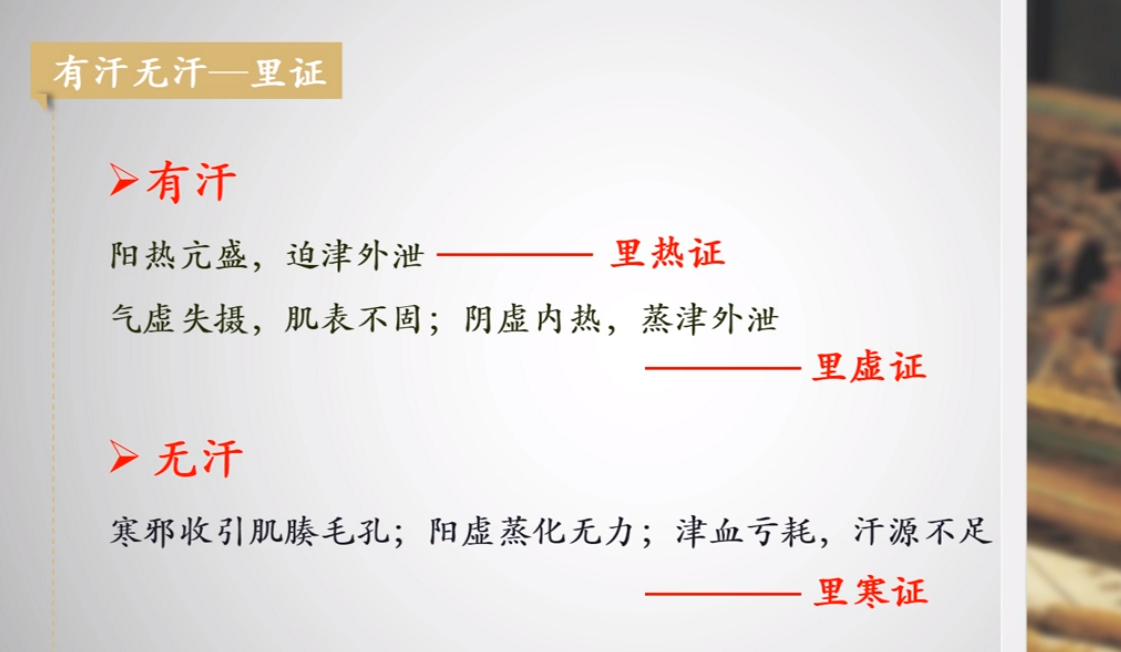 有汗无汗—里证
➢有汗
阳热亢盛，迫津外泄 —— 里热证
气虚失摄，肌表不固；阴虚内热，蒸津外泄
—— 里虚证
➢无汗
寒邪收引肌腠毛孔；阳虚蒸化无力；津血亏耗，汗源不足
—— 里寒证